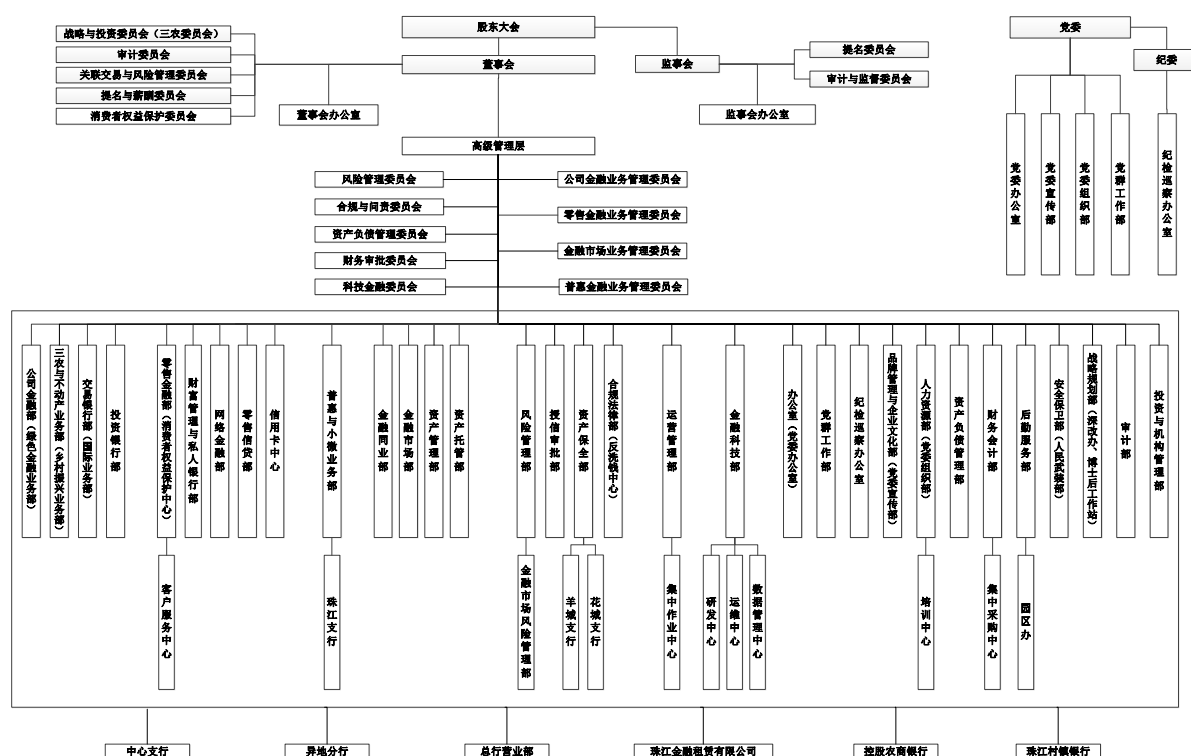 股东大会
党委
战略与投资委员会（三农委员会）
审计委员会
关联交易与风险管理委员会
提名与薪酬委员会
消费者权益保护委员会
董事会
监事会
提名委员会
审计与监督委员会
纪委
董事会办公室
监事会办公室
高级管理层
党委办公室
党委宣传部
党委组织部
党群工作部
纪检巡察办公室
风险管理委员会
公司金融业务管理委员会
合规与问责委员会
零售金融业务管理委员会
资产负债管理委员会
金融市场业务管理委员会
财务审批委员会
科技金融委员会
普惠金融业务管理委员会
公司金融部（绿色金融业务部）
三农与不动产业务部（乡村振兴业务部）
交易银行部（国际业务部）
投资银行部
零售金融部（消费者权益保护中心）
财富管理与私人银行部
网络金融部
零售信贷部
信用卡中心
普惠与小微业务部
金融同业部
金融市场部
资产管理部
资产托管部
风险管理部
授信审批部
资产保全部
合规法律部（反洗钱中心）
运营管理部
金融科技部
办公室（党委办公室）
党群工作部
纪检巡察办公室
品牌管理与企业文化部（党委宣传部）
人力资源部（党委组织部）
资产负债管理部
财务会计部
后勤服务部
安全保卫部（人民武装部）
战略规划部（深改办、博士后工作站）
审计部
投资与机构管理部
客户服务中心
珠江支行
金融市场风险管理部
羊城支行
花城支行
集中作业中心
研发中心
运维中心
数据管理中心
培训中心
集中采购中心
园区办
中心支行
异地分行
总行营业部
珠江金融租赁有限公司
控股农商银行
珠江村镇银行